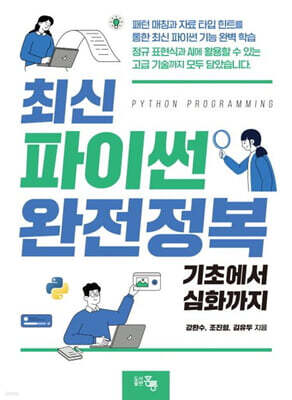 패턴 매칭과 자료 타입 힌트를
통한 최신 파이썬 기능 완벽 학습
정규 표현식과 AI에 활용할 수 있는
고급 기술까지 모두 담았습니다.
최신
PYTHON PROGRAMMING
파이썬
완전정복
기초에서
심화까지
강환수, 조진형, 김유두 지음